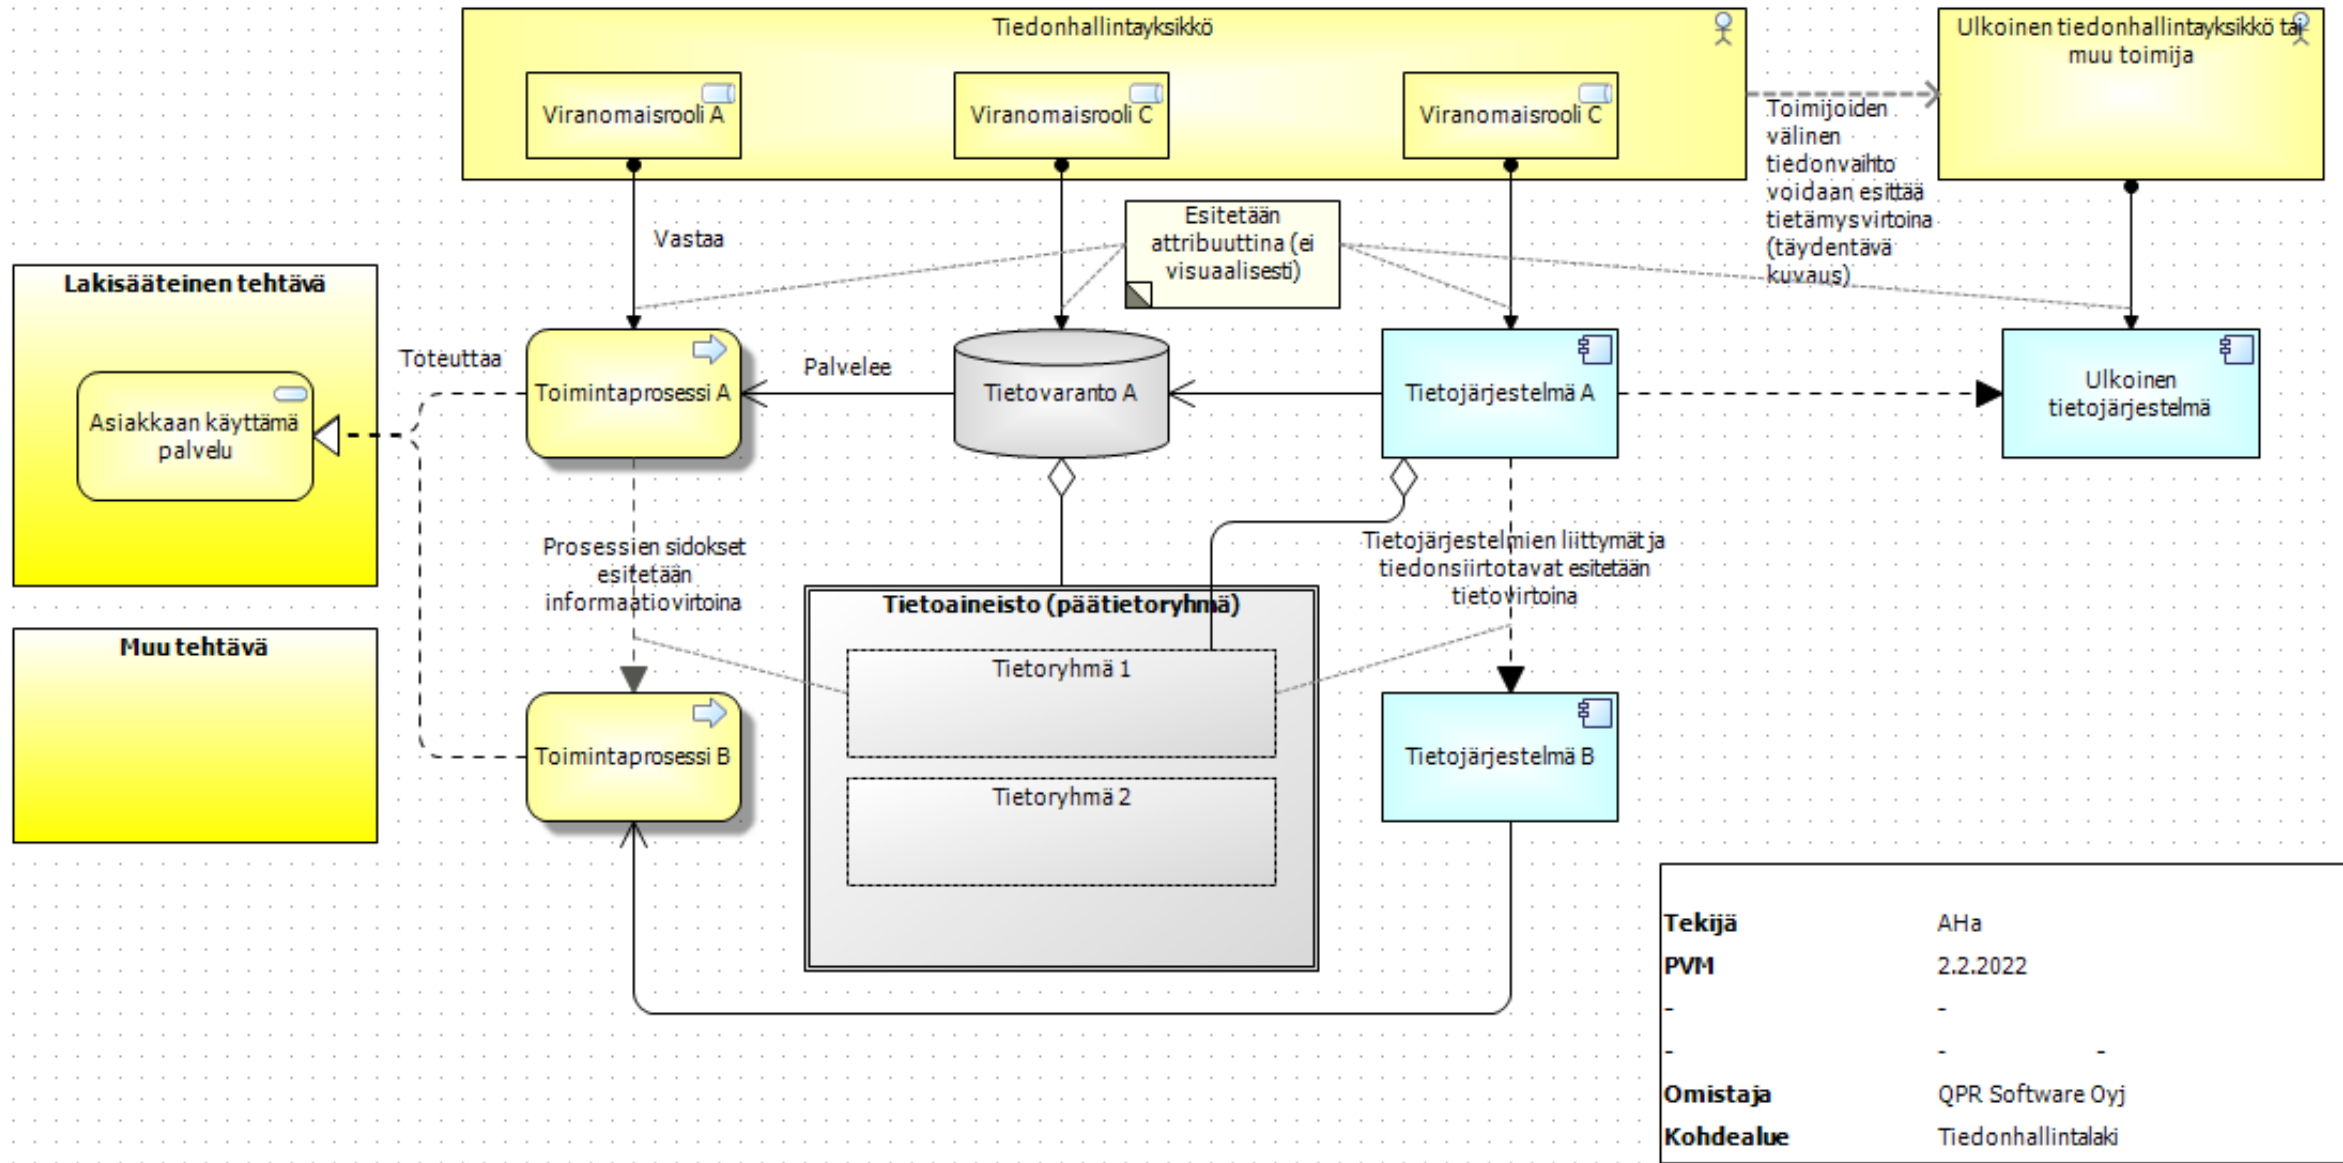 Tiedonhallintayksikkö
Ulkoinen tiedonhallintayksikkö tai
muu toimija
Viranomaisrooli A
Viranomaisrooli C
Viranomaisrooli C
Toimijoiden
välinen
tiedonvaihto
voidaan esittää
tietämysvirtoina
(täydentävä
kuvaus)
Vastaa
Esitetään
attribuuttina (ei
visuaalisesti)
Lakisääteinen tehtävä
Asiakkaan käyttämä
palvelu
Toteuttaa
Toimintaprosessi A
Palvelee
Tietovaranto A
Tietojärjestelmä A
Ulkoinen
tietojärjestelmä
Prosessien sidokset
esitetään
informaatiovirtoina
Tietojärjestelmien liittymät ja
tiedonsiirtotavat esitetään
tietovirtoina
Tietoaineisto (päätietoryhmä)
Tietoryhmä 1
Tietoryhmä 2
Muu tehtävä
Toimintaprosessi B
Tietojärjestelmä B
Tekijä AHa
PVM 2.2.2022
- -
- - -
Omistaja QPR Software Oyj
Kohdealue Tiedonhallintalaki